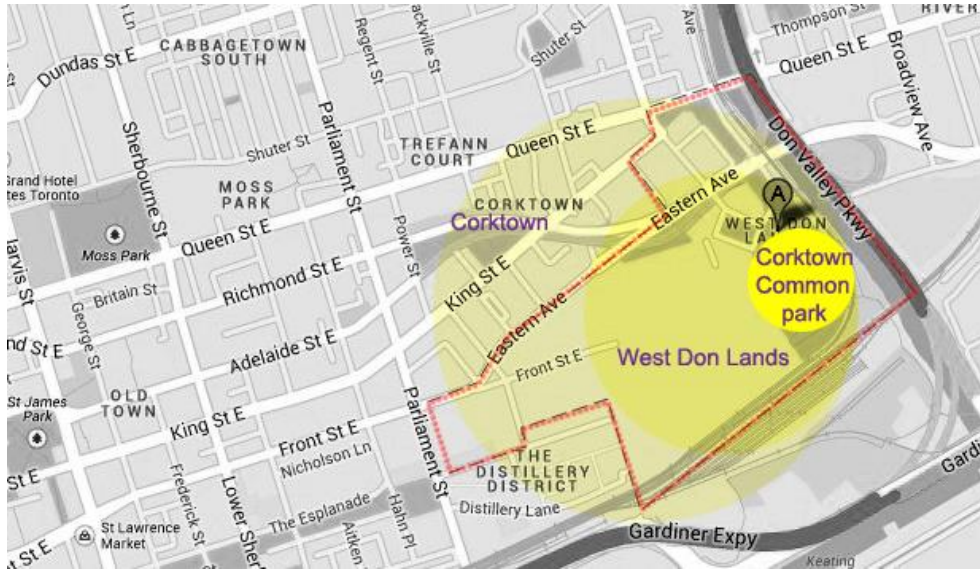 Dundas St E
CABBAGETOWN
SOUTH
Regent St
Shuter St
Ave
Thompson St
RIVER
Queen St E
Broadview Ave
Sherbourne St
Parliament St
Shuter St
TREFANN
COURT
Queen St E
Don Valley Pkwy
Grand Hotel
tes Toronto
MOSS
PARK
CORKTOWN
Corktown
Eastern Ave
A
WEST DON
Moss Park
Queen St E
Power St
Corktown
Common
park
Jarvis St
Britain St
George St
Richmond St E
King St E
nd St E
Adelaide St E
Eastern Ave
West Don Lands
Front St E
St James
Park
OLD
TOWN
King St E
Parliament St
Front St E
Nicholson Ln
THE
DISTILLERY
DISTRICT
St E
Frederick St
Lower Sher
The Esplanade
Hahn Pl
Distillery Lane
Gardi
St Lawrence
Market
Aitken
Gardiner Expy
t St E
Keating